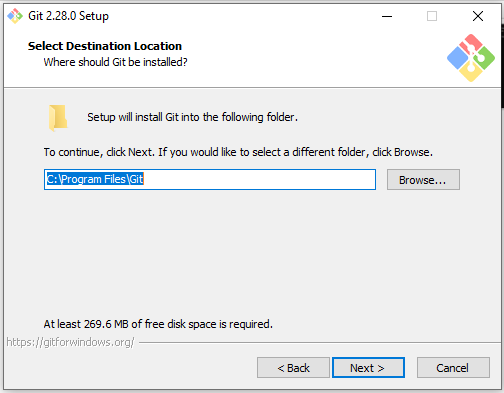 Git 2.28.0 Setup
Select Destination Location
Where should Git be installed?
Setup will install Git into the following folder.
To continue, click Next. If you would like to select a different folder, click Browse.
C:\Program Files\Git
Browse...
At least 269.6 MB of free disk space is required.
https://gitforwindows.org/
< Back
Next >
Cancel